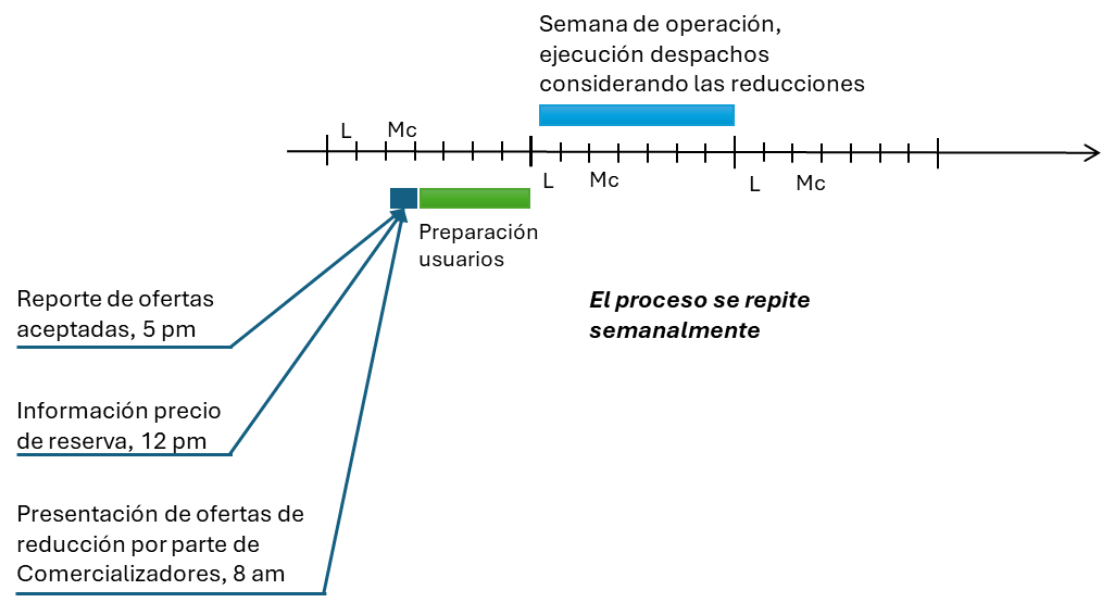 Semana de operación,
ejecución despachos
considerando las reducciones
L
Mc
L
Mc
L
Mc
Preparación
usuarios
Reporte de ofertas
aceptadas, 5 pm
El proceso se repite
semanalmente
Información precio
de reserva, 12 pm
Presentación de ofertas de
reducción por parte de
Comercializadores, 8 am